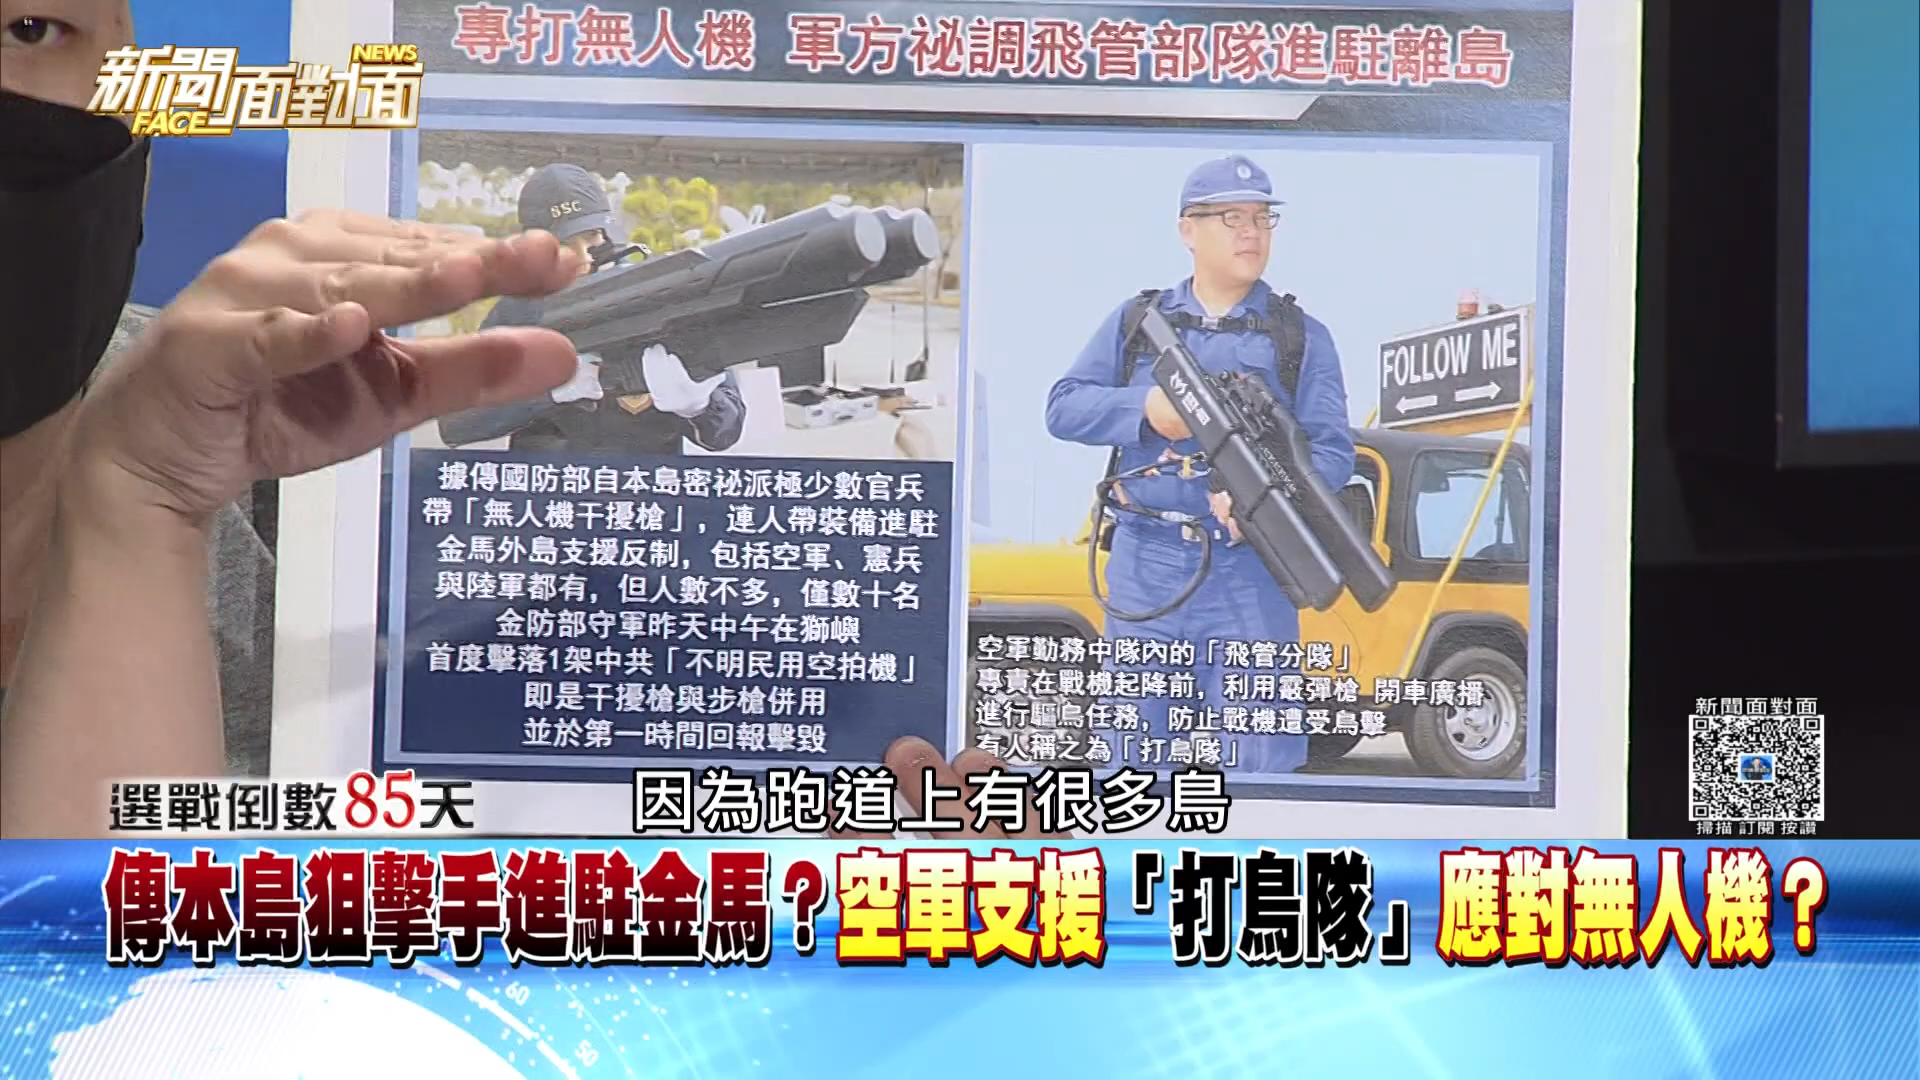 專打無人機 軍方祕調飛管部隊進駐離島
新聞面對面
NEWS
FACE
SSC
FOLLOW ME
據傳國防部自本島密祕派極少數官兵
帶「無人機干擾槍」，連人帶裝備進駐
金馬外島支援反制，包括空軍、憲兵
與陸軍都有，但人數不多，僅數十名
金防部守軍昨天中午在獅嶼
首度擊落1架中共「不明民用空拍機」
即是干擾槍與步槍併用
並於第一時間回報擊毀
空軍勤務中隊內的「飛管分隊」
專責在戰機起降前，利用霰彈槍 開車廣播
進行驅鳥任務，防止戰機遭受鳥擊
有人稱之為「打鳥隊」
新聞面對面
掃描 訂閱 按讚
選戰倒數85天
因為跑道上有很多鳥
傳本島狙擊手進駐金馬？空軍支援「打鳥隊」應對無人機？
60
50